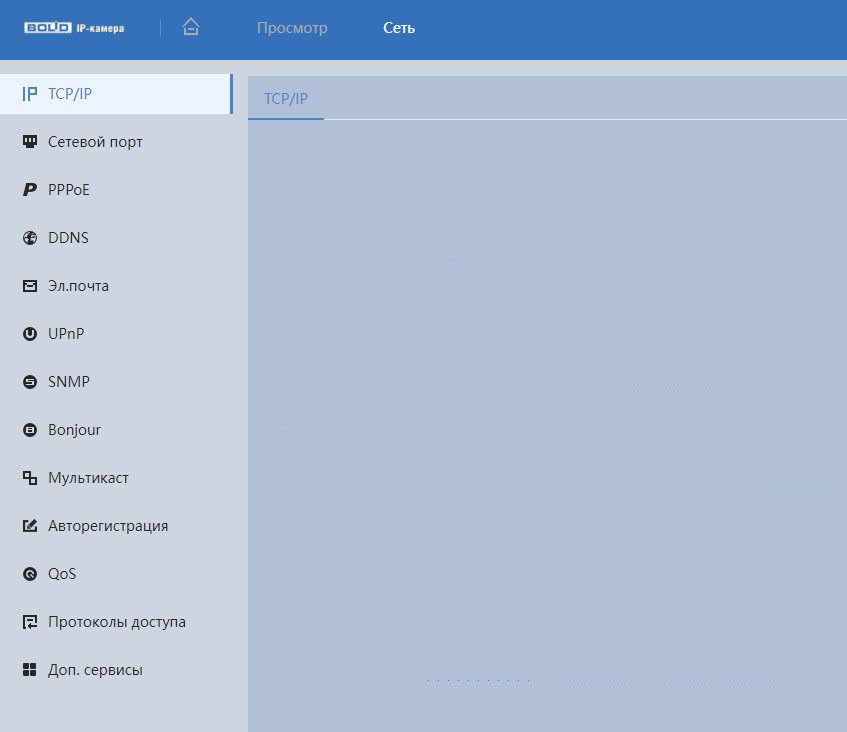 BOLID IP-камера
Просмотр
Сеть
TCP/IP
TCP/IP
Сетевой порт
PPPoE
DDNS
Эл.почта
UPnP
SNMP
Bonjour
Мультикаст
Авторегистрация
QoS
Протоколы доступа
Доп. сервисы